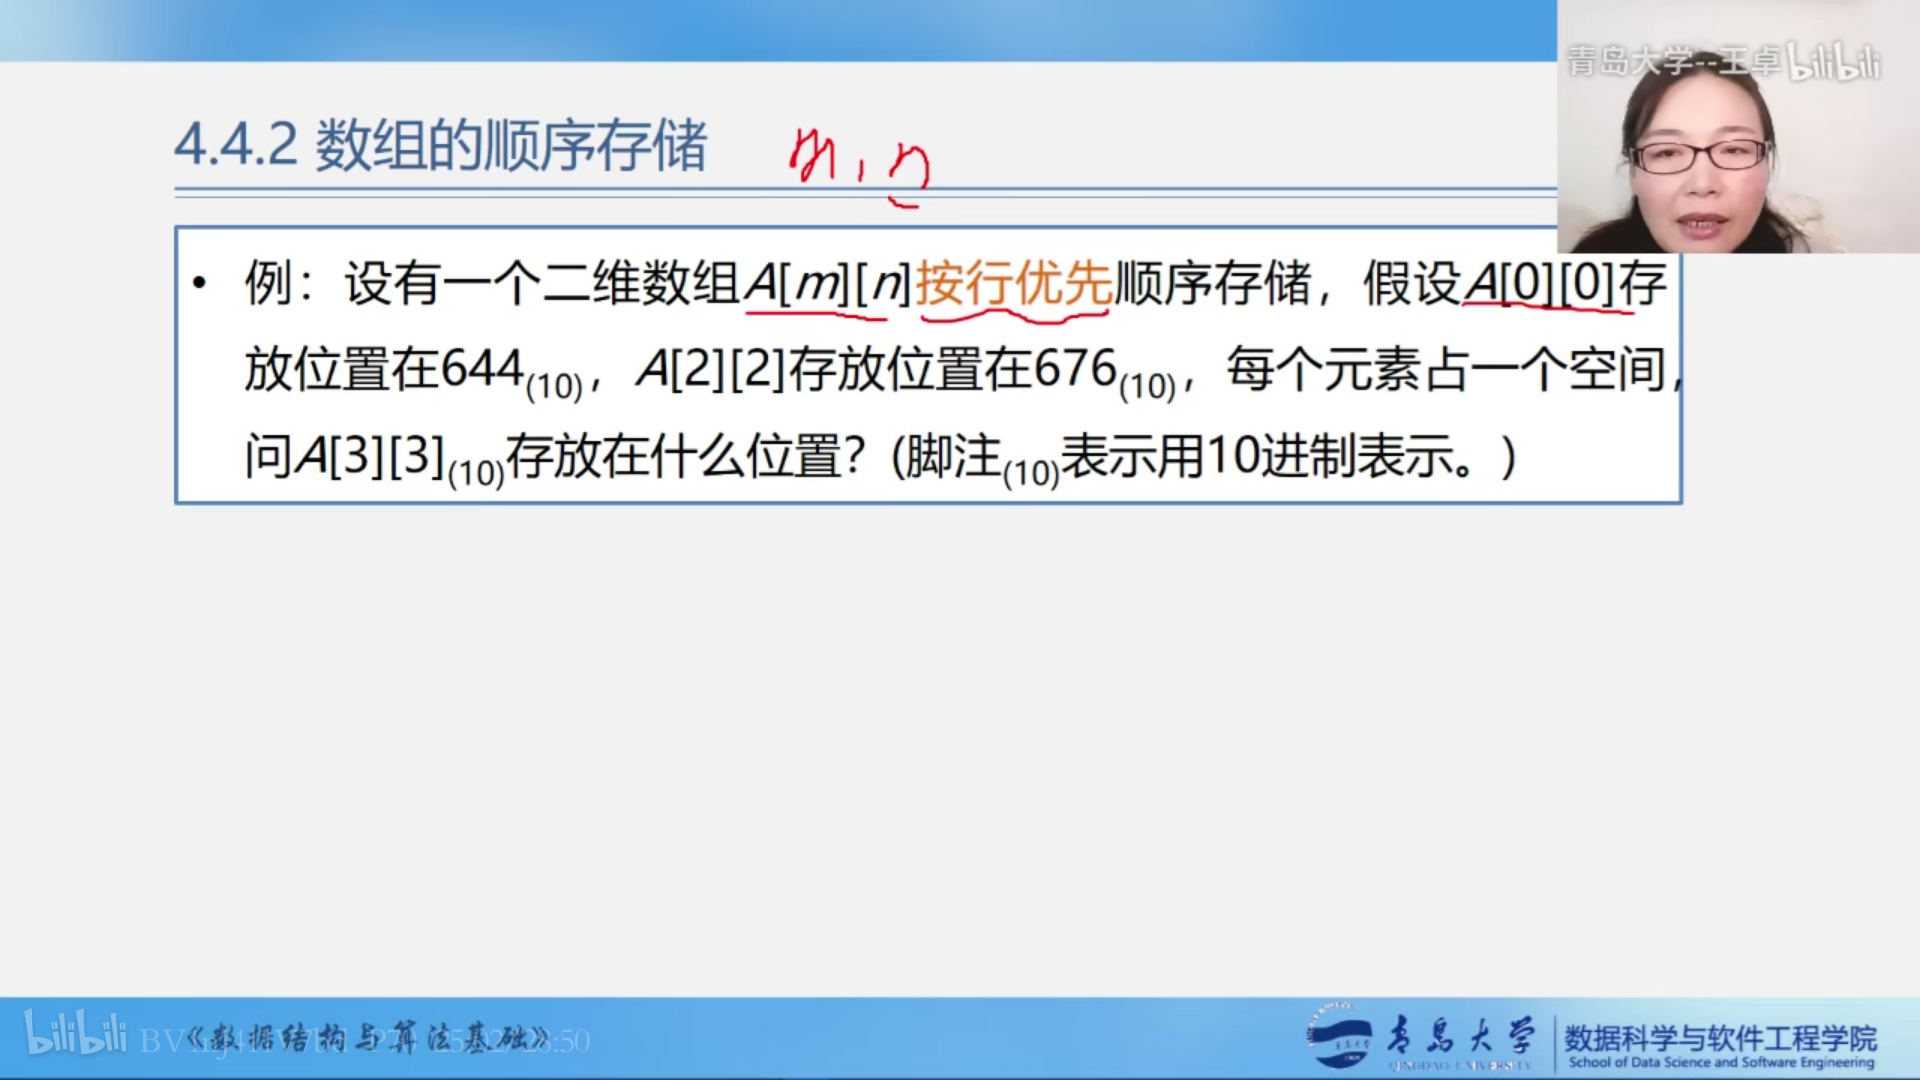 青岛大学--王卓 bilibili
4.4.2 数组的顺序存储
m, n
• 例：设有一个二维数组A[m][n]按行优先顺序存储，假设A[0][0]存
放位置在644(10)，A[2][2]存放位置在676(10)，每个元素占一个空间，
问A[3][3](10)存放在什么位置？(脚注(10)表示用10进制表示。)
bilibili
《数据结构与算法基础》
青岛大学
QINGDAO UNIVERSITY
数据科学与软件工程学院
School of Data Science and Software Engineering